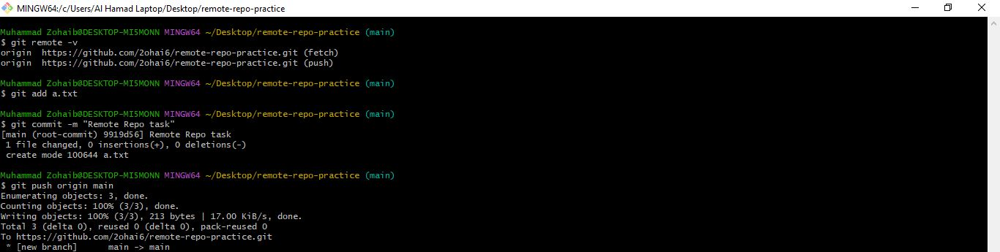 MINGW64:/c/Users/Al Hamad Laptop/Desktop/remote-repo-practice
Muhammad Zohaib@DESKTOP-MI5MONN MINGW64 ~/Desktop/remote-repo-practice (main)
$ git remote -v
origin  https://github.com/2ohai6/remote-repo-practice.git (fetch)
origin  https://github.com/2ohai6/remote-repo-practice.git (push)
Muhammad Zohaib@DESKTOP-MI5MONN MINGW64 ~/Desktop/remote-repo-practice (main)
$ git add a.txt
Muhammad Zohaib@DESKTOP-MI5MONN MINGW64 ~/Desktop/remote-repo-practice (main)
$ git commit -m "Remote Repo task"
[main (root-commit) 9919d56] Remote Repo task
 1 file changed, 0 insertions(+), 0 deletions(-)
 create mode 100644 a.txt
Muhammad Zohaib@DESKTOP-MI5MONN MINGW64 ~/Desktop/remote-repo-practice (main)
$ git push origin main
Enumerating objects: 3, done.
Counting objects: 100% (3/3), done.
Writing objects: 100% (3/3), 213 bytes | 17.00 KiB/s, done.
Total 3 (delta 0), reused 0 (delta 0), pack-reused 0
To https://github.com/2ohai6/remote-repo-practice.git
 * [new branch]      main -> main